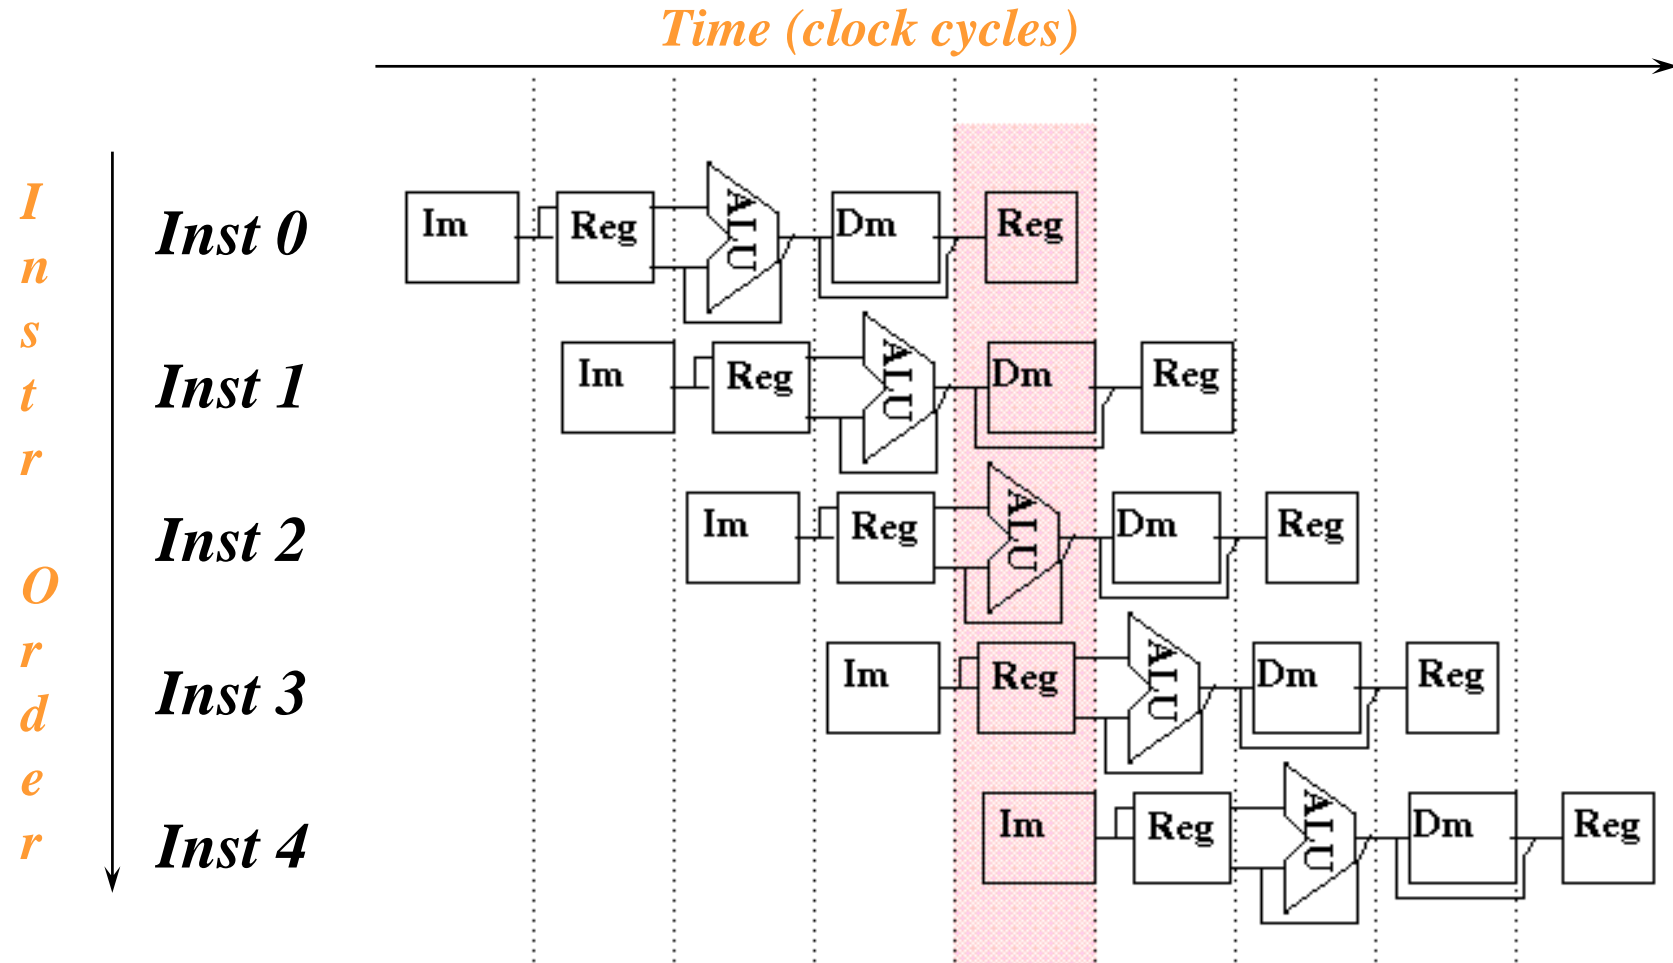 Time (clock cycles)
Instr Order
Inst 0 Im Reg ALU Dm Reg
Inst 1 Im Reg ALU Dm Reg
Inst 2 Im Reg ALU Dm Reg
Inst 3 Im Reg ALU Dm Reg
Inst 4 Im Reg ALU Dm Reg